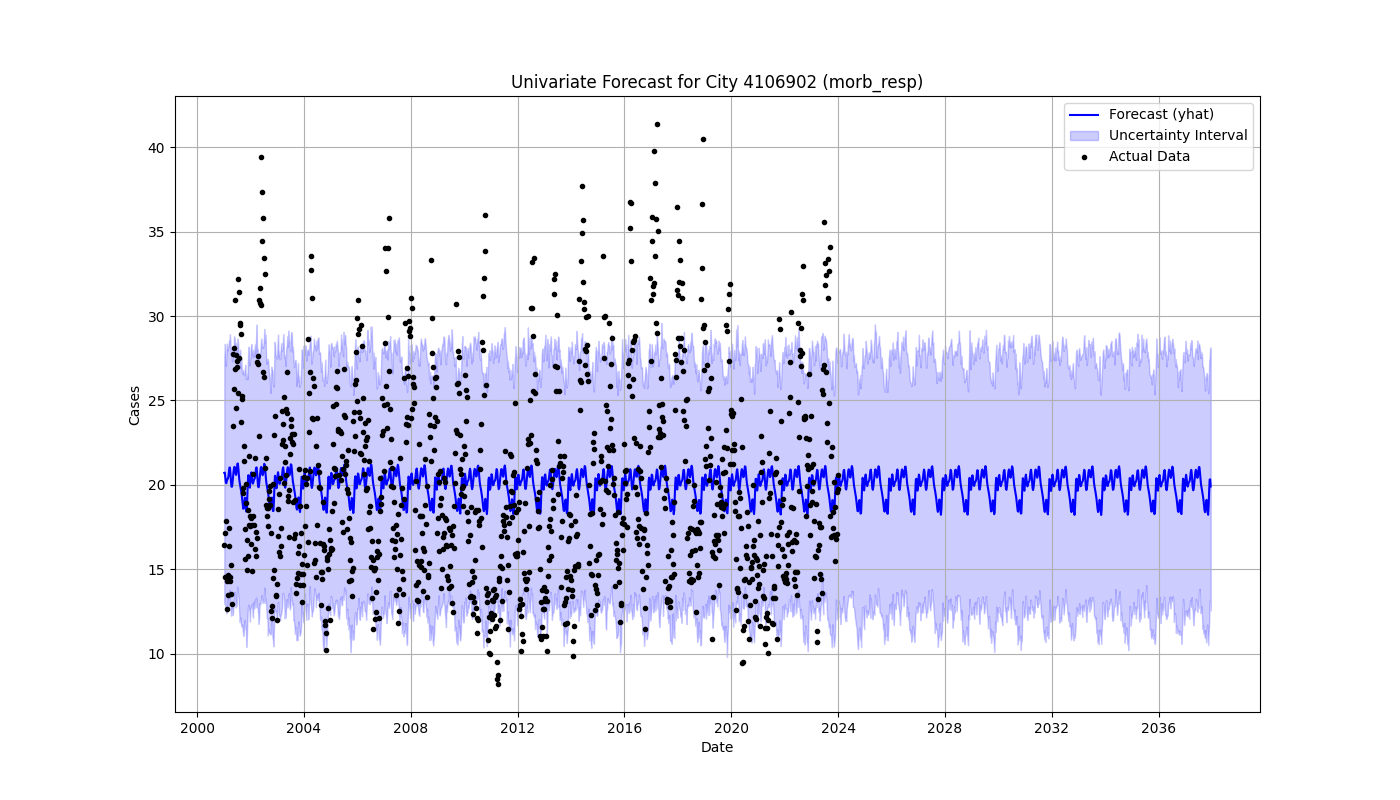 Univariate Forecast for City 4106902 (morb_resp)
Forecast (yhat)
Uncertainty Interval
Actual Data
Cases
40
35
30
25
20
15
10
2000 2004 2008 2012 2016 2020 2024 2028 2032 2036
Date